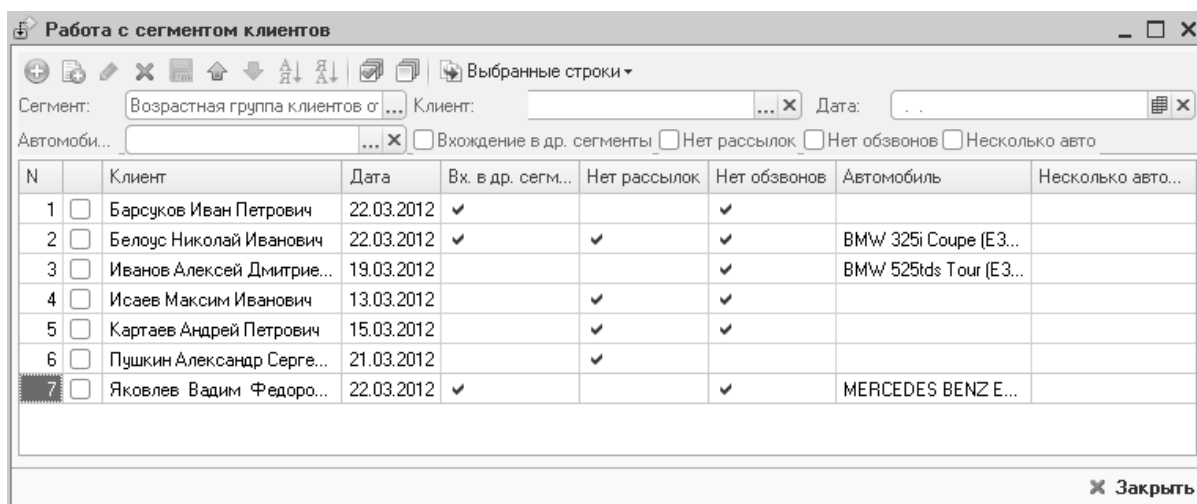 Работа с сегментом клиентов
Выбранные строки
Сегмент: Возрастная группа клиентов от ... Клиент: ... Дата: . .
Автомоби... ... Вхождение в др. сегменты Нет рассылок Нет обзвонов Несколько авто
N Клиент Дата Вх. в др. сегм... Нет рассылок Нет обзвонов Автомобиль Несколько авто...
1 Барсуков Иван Петрович 22.03.2012
2 Белоус Николай Иванович 22.03.2012 BMW 325i Coupe (E3...
3 Иванов Алексей Дмитрие... 19.03.2012 BMW 525tds Tour (E3...
4 Исаев Максим Иванович 13.03.2012
5 Картаев Андрей Петрович 15.03.2012
6 Пушкин Александр Серге... 21.03.2012
7 Яковлев Вадим Федоро... 22.03.2012 MERCEDES BENZ E...
Закрыть